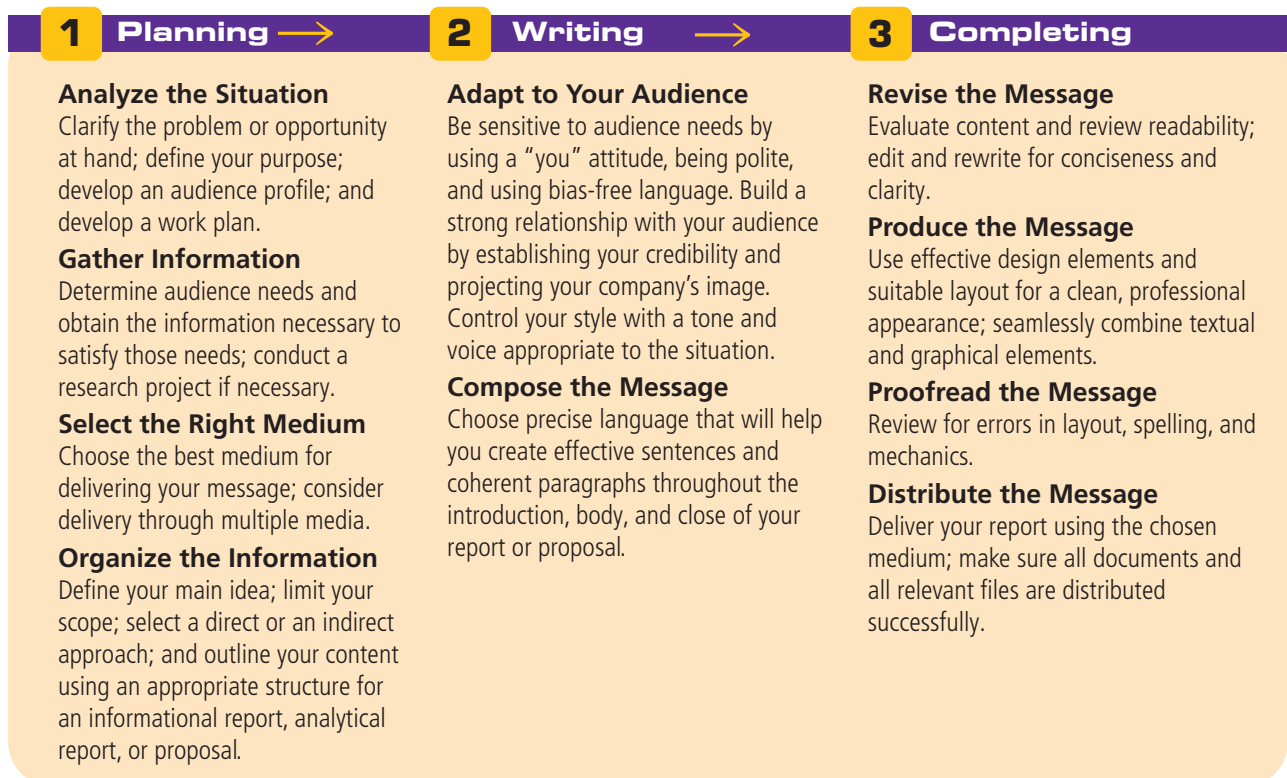 1 Planning →
Analyze the Situation
Clarify the problem or opportunity
at hand; define your purpose;
develop an audience profile; and
develop a work plan.
Gather Information
Determine audience needs and
obtain the information necessary to
satisfy those needs; conduct a
research project if necessary.
Select the Right Medium
Choose the best medium for
delivering your message; consider
delivery through multiple media.
Organize the Information
Define your main idea; limit your
scope; select a direct or an indirect
approach; and outline your content
using an appropriate structure for
an informational report, analytical
report, or proposal.
2 Writing →
Adapt to Your Audience
Be sensitive to audience needs by
using a “you” attitude, being polite,
and using bias-free language. Build a
strong relationship with your audience
by establishing your credibility and
projecting your company’s image.
Control your style with a tone and
voice appropriate to the situation.
Compose the Message
Choose precise language that will help
you create effective sentences and
coherent paragraphs throughout the
introduction, body, and close of your
report or proposal.
3 Completing
Revise the Message
Evaluate content and review readability;
edit and rewrite for conciseness and
clarity.
Produce the Message
Use effective design elements and
suitable layout for a clean, professional
appearance; seamlessly combine textual
and graphical elements.
Proofread the Message
Review for errors in layout, spelling, and
mechanics.
Distribute the Message
Deliver your report using the chosen
medium; make sure all documents and
all relevant files are distributed
successfully.